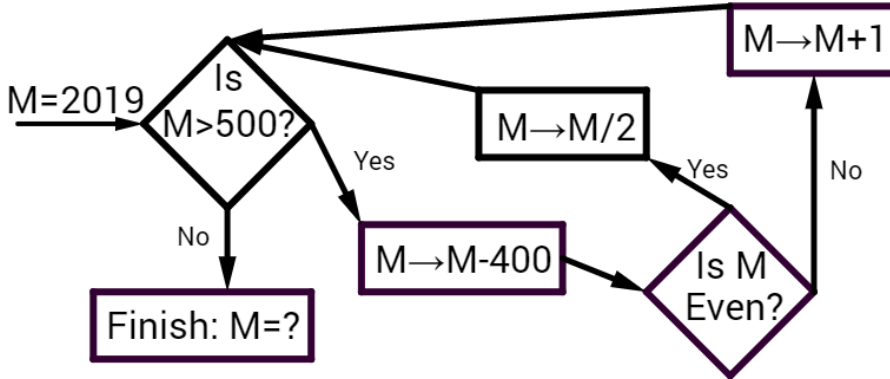 M→M+1
M=2019
Is
M>500?
M→M/2
Yes
Yes
No
No
M→M-400
Is M
Even?
Finish: M=?